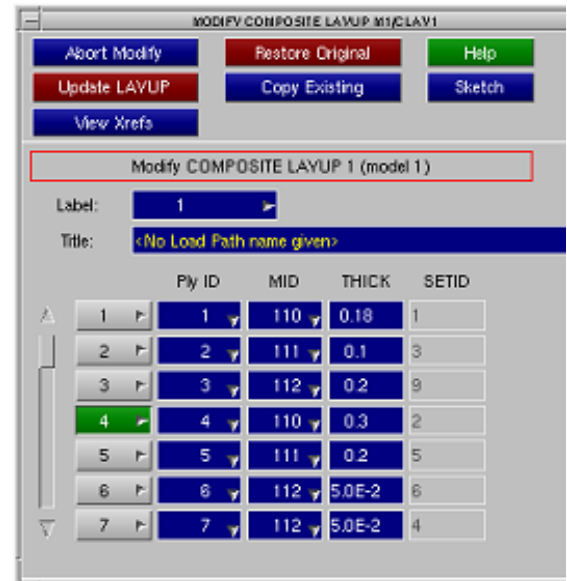 MODIFY COMPOSITE LAYUP M1/CLAY1
Abort Modify Restore Original Help
Update LAYUP Copy Existing Sketch
View Xrefs
Modify COMPOSITE LAYUP 1 (model 1)
Label: 1
Title: <No Load Path name given>
Ply ID MID THICK SETID
1 1 110 0.18 1
2 2 111 0.1 3
3 3 112 0.2 9
4 4 110 0.3 2
5 5 111 0.2 5
6 6 112 5.0E-2 6
7 7 112 5.0E-2 4